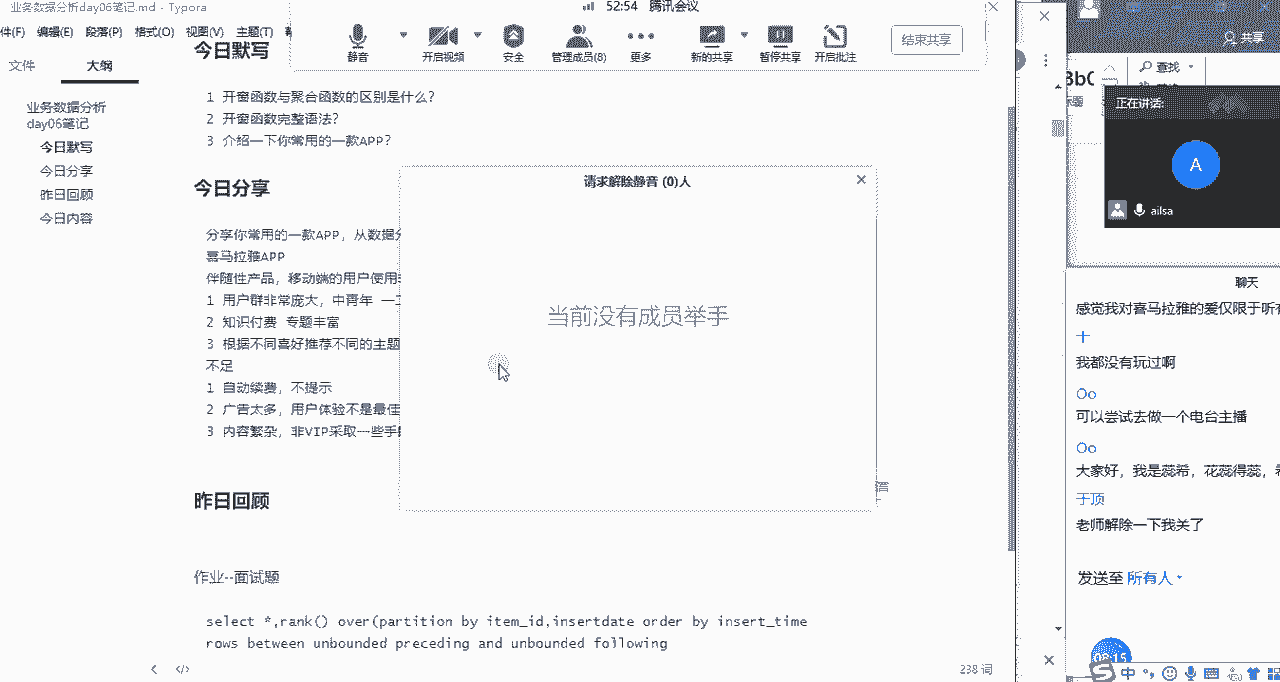 业务数据分析day06笔记.md - Typora
52:54 腾讯会议
件(F) 编辑(E) 段落(P) 格式(O) 视图(V) 主题(T)
静音 开启视频 安全 管理成员(8) 更多 新的共享 暂停共享 开启批注
结束共享
文件 大纲
业务数据分析
day06笔记
今日默写
今日分享
昨日回顾
今日内容
今日默写
1 开窗函数与聚合函数的区别是什么?
2 开窗函数完整语法?
3 介绍一下你常用的一款APP?
今日分享
分享你常用的一款APP，从数据
喜马拉雅APP
伴随性产品，移动端的用户使用
1 用户群非常庞大，中青年 一
2 知识付费 专题丰富
3 根据不同喜好推荐不同的主题
不足
1 自动续费，不提示
2 广告太多，用户体验不是最佳
3 内容繁杂，非VIP采取一些手
昨日回顾
作业--面试题
select *,rank() over(partition by item_id,insertdate order by insert_time
rows between unbounded preceding and unbounded following
238 词
请求解除静音 (0)人
当前没有成员举手
共享
查找
正在讲话:
A
ailsa
聊天
感觉我对喜马拉雅的爱仅限于听
十
我都没有玩过啊
Oo
可以尝试去做一个电台主播
Oo
大家好，我是蕊希，花蕊得蕊，
于顶
老师解除一下我关了
发送至 所有人
中